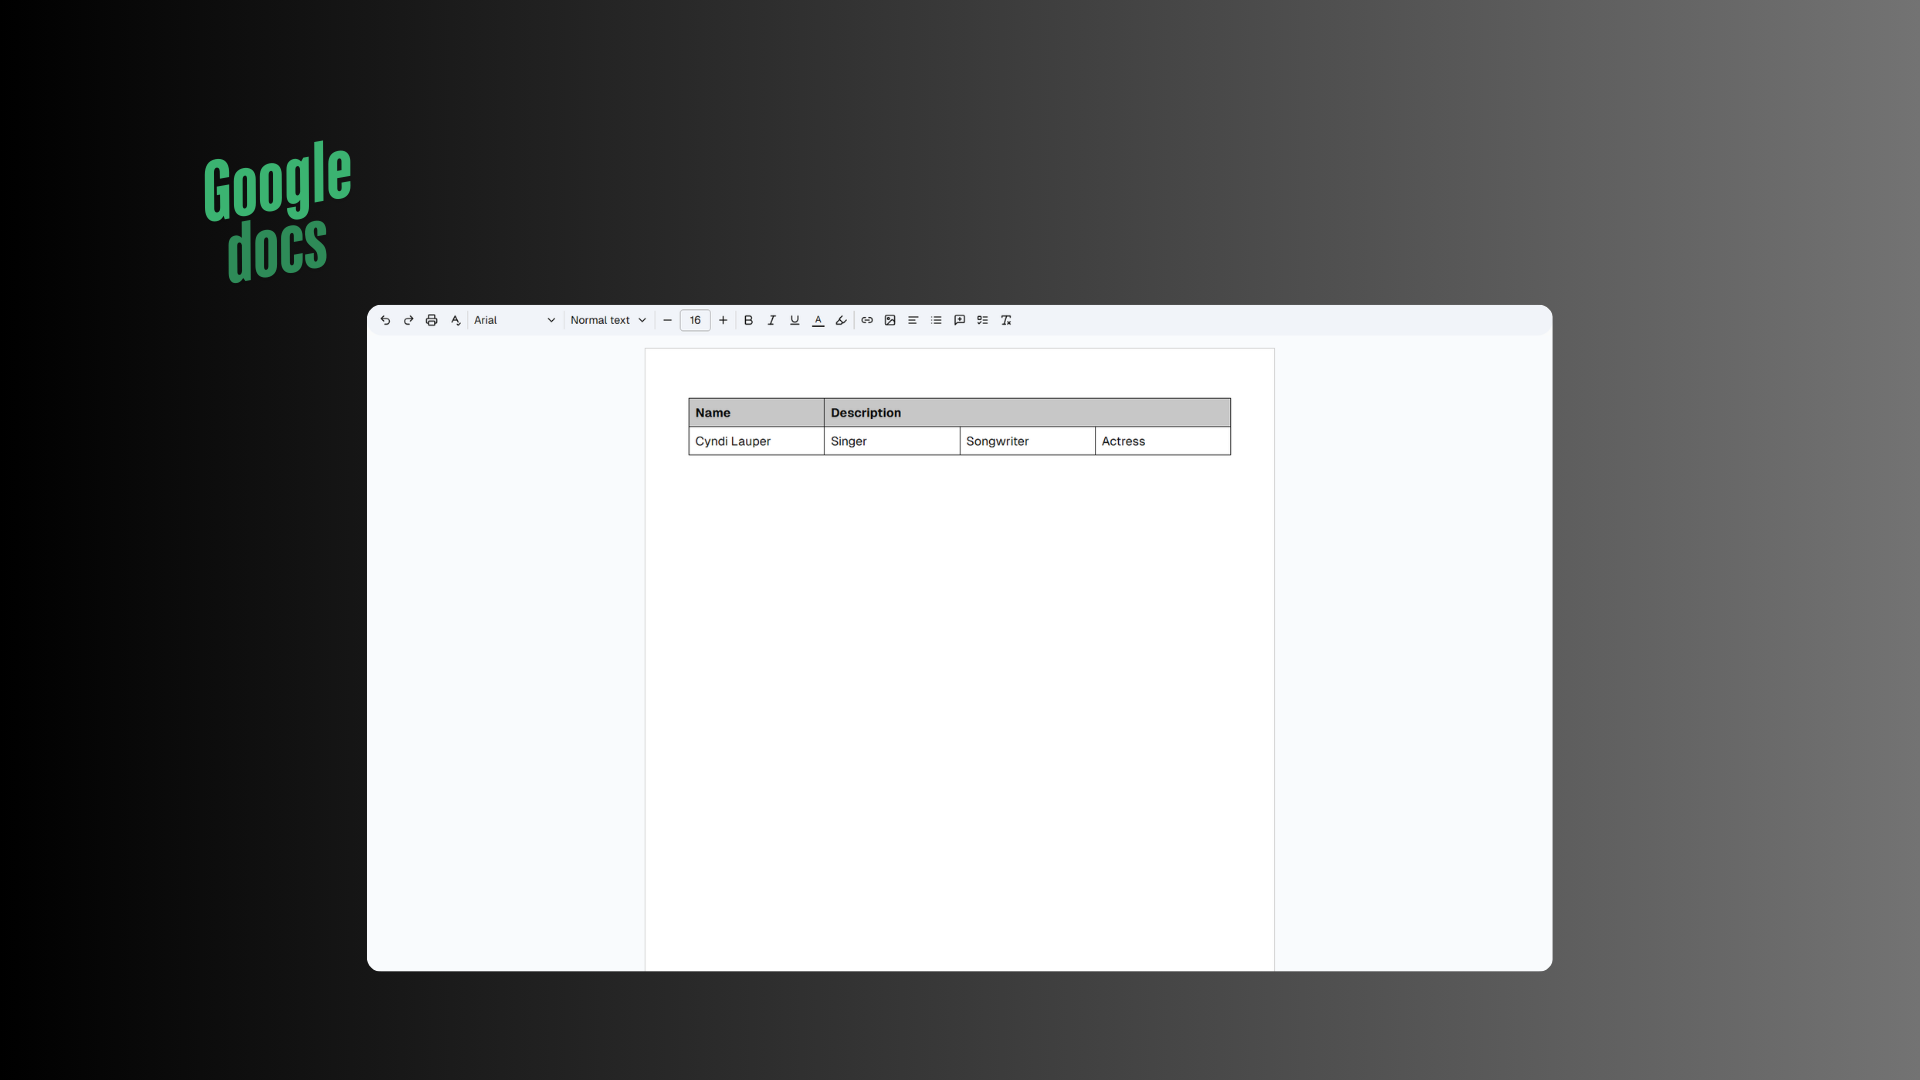 Google
docs
Arial Normal text 16 B I U A
Name Description
Cyndi Lauper Singer Songwriter Actress